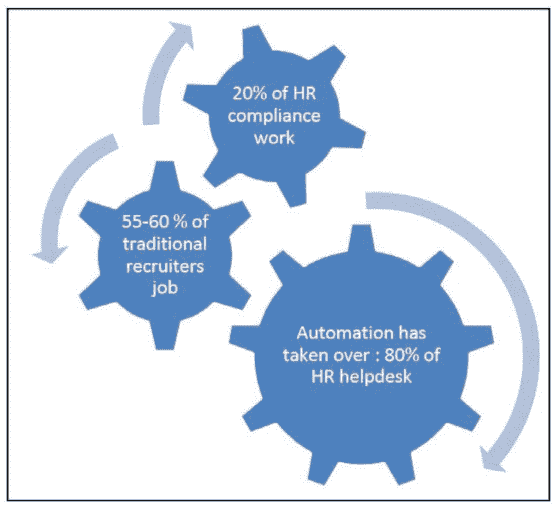 20% of HR
compliance
work
55-60 % of
traditional
recruiters
job
Automation has
taken over : 80% of
HR helpdesk